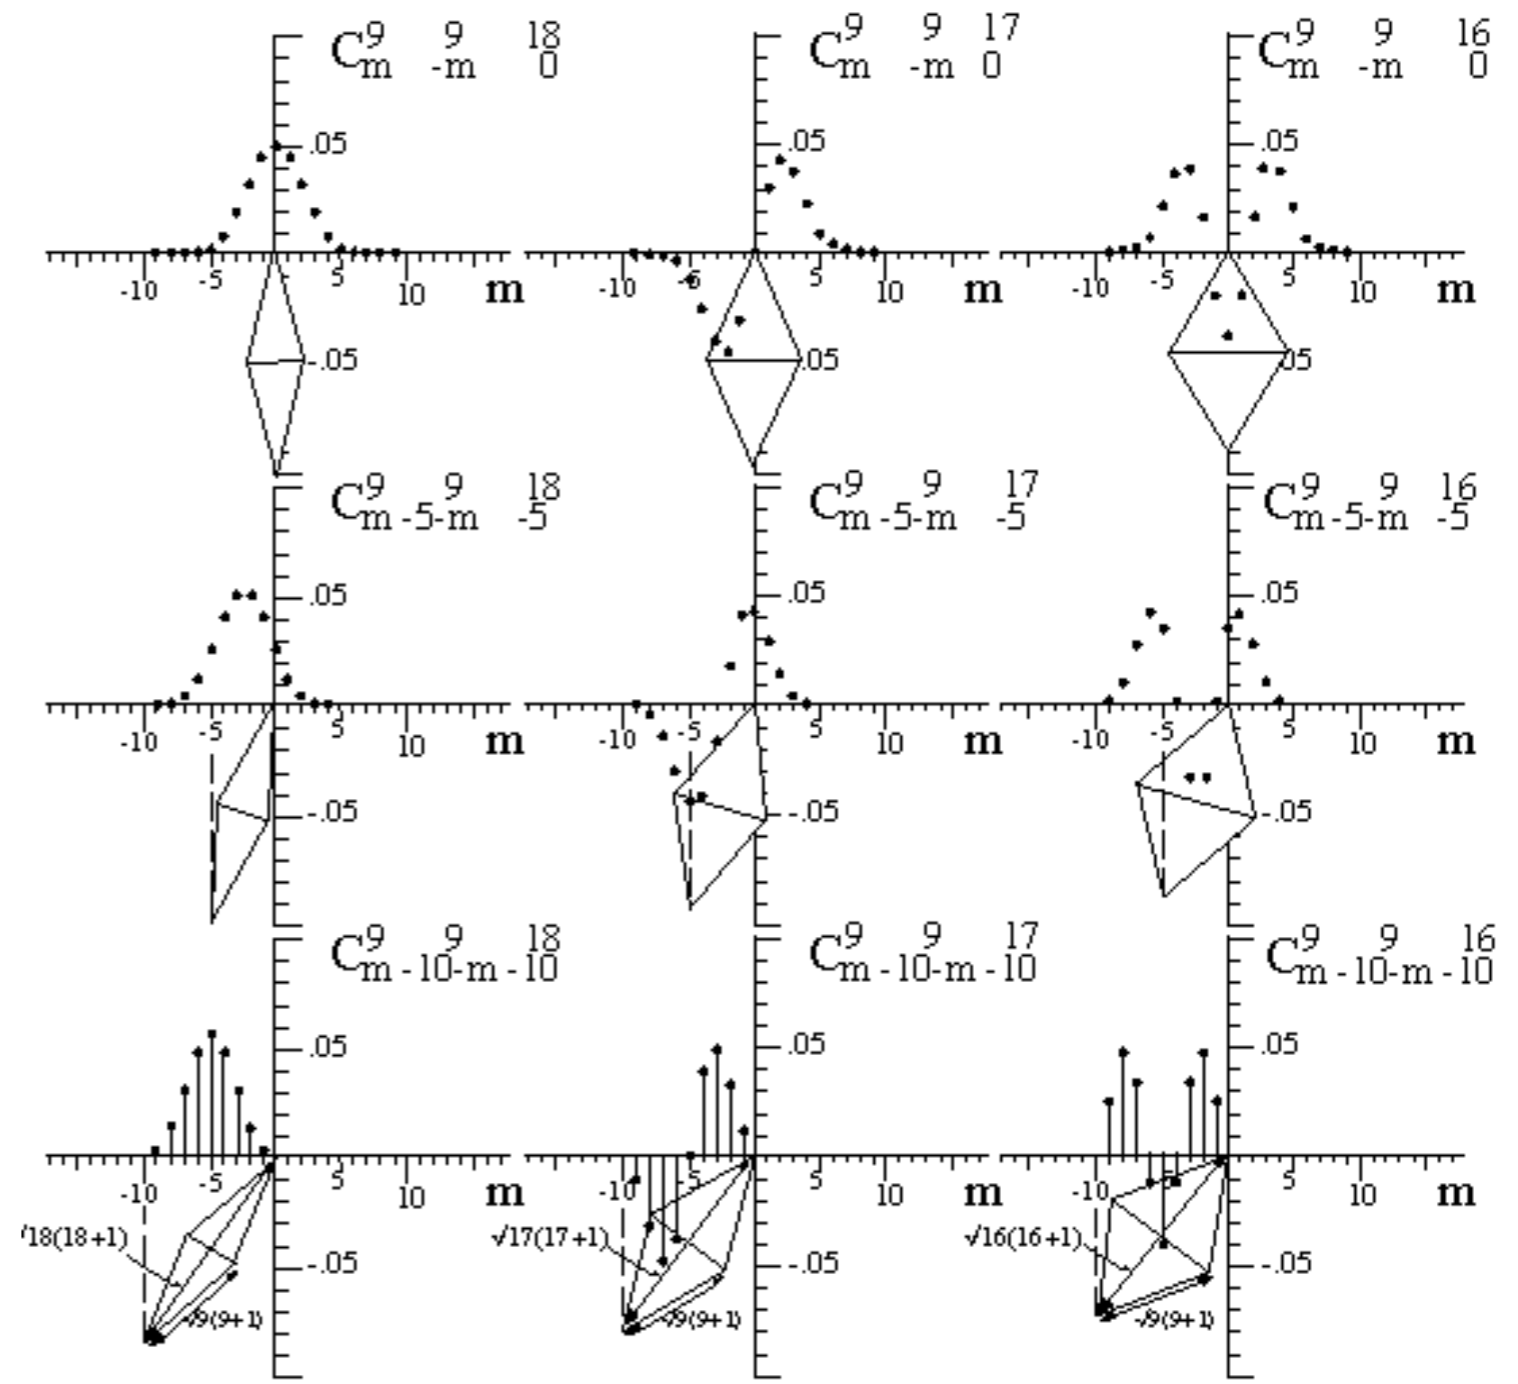 9 9 18 9 9 17 9 9 16
C m -m 0 C m -m 0 C m -m 0
.05 .05 .05
-10 -5 5 10 m -10 -5 5 10 m -10 -5 5 10 m
-.05 .05 05
9 9 18 9 9 17 9 9 16
C m -5-m -5 C m -5-m -5 C m -5-m -5
.05 .05 .05
-10 -5 5 10 m -10 -5 5 10 m -10 -5 5 10 m
-.05 -.05 -.05
9 9 18 9 9 17 9 9 16
C m -10-m -10 C m -10-m -10 C m -10-m -10
.05 .05 .05
-10 -5 5 10 m -10 -5 5 10 m -10 5 10 m
√18(18+1) √17(17+1) √16(16+1)
-.05 -.05 -.05
√9(9+1) √9(9+1) √9(9+1)